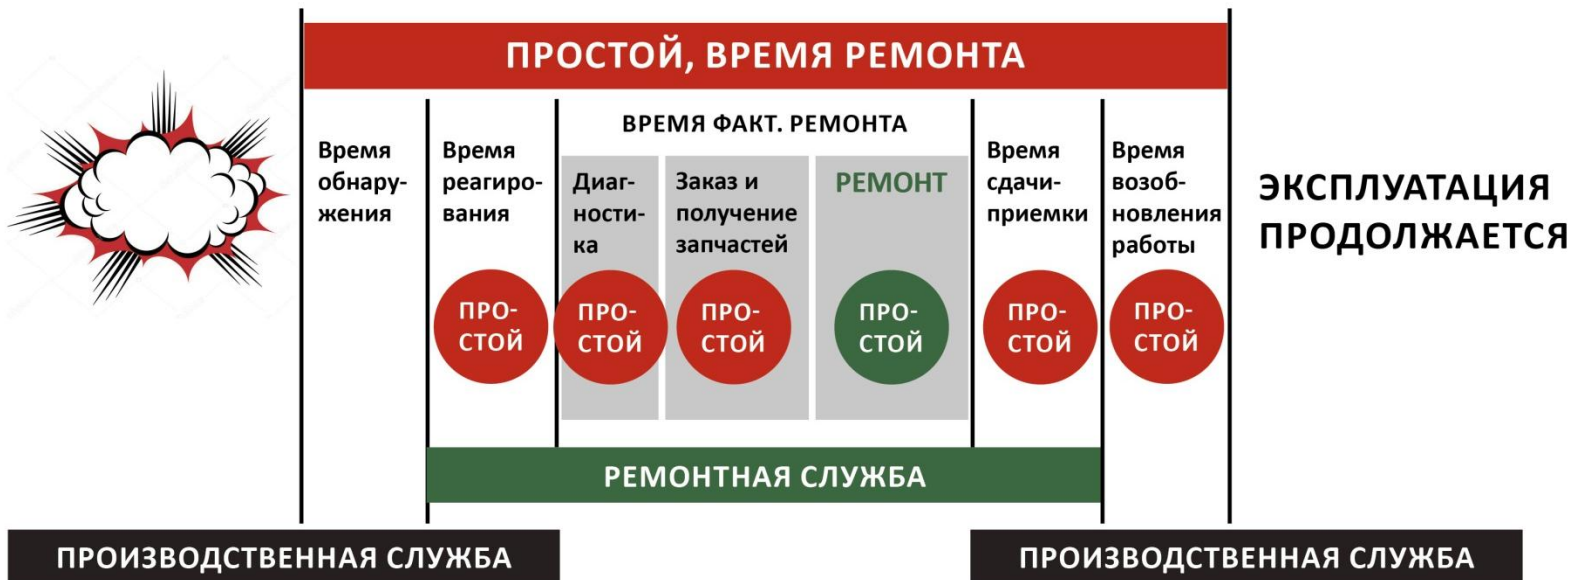 ПРОСТОЙ, ВРЕМЯ РЕМОНТА
Время
обнару-
жения
Время
реагиро-
вания
ВРЕМЯ ФАКТ. РЕМОНТА
Диаг-
ности-
ка
Заказ и
получение
запчастей
РЕМОНТ
Время
сдачи-
приемки
Время
возоб-
новления
работы
ЭКСПЛУАТАЦИЯ
ПРОДОЛЖАЕТСЯ
ПРО-
СТОЙ
ПРО-
СТОЙ
ПРО-
СТОЙ
ПРО-
СТОЙ
ПРО-
СТОЙ
ПРО-
СТОЙ
РЕМОНТНАЯ СЛУЖБА
ПРОИЗВОДСТВЕННАЯ СЛУЖБА
ПРОИЗВОДСТВЕННАЯ СЛУЖБА